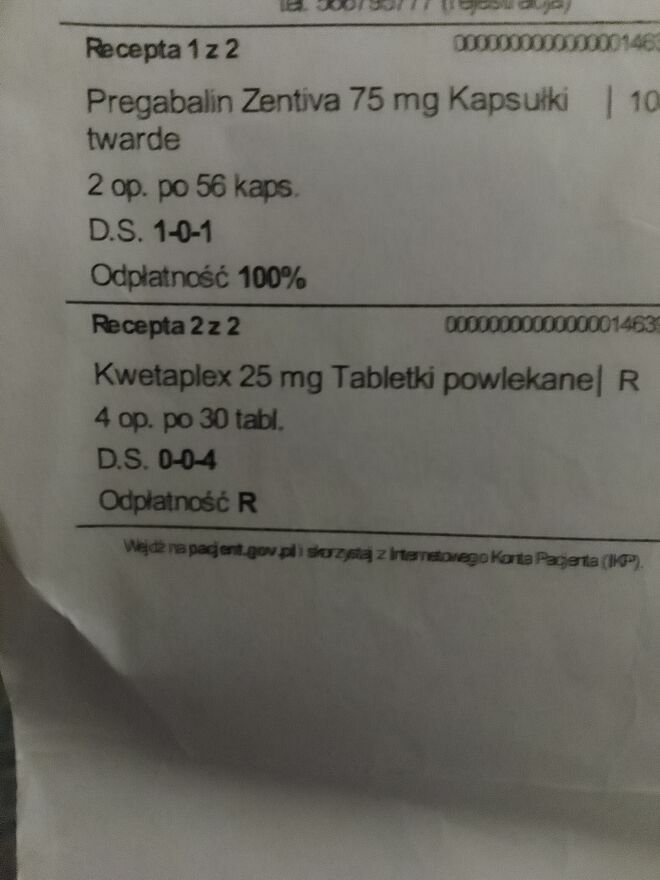 Recepta 1 z 2
Pregabalin Zentiva 75 mg Kapsułki | 10
twarde
2 op. po 56 kaps.
D.S. 1-0-1
Odpłatność 100%
Recepta 2 z 2
Kwetaplex 25 mg Tabletki powlekane| R
4 op. po 30 tabl.
D.S. 0-0-4
Odpłatność R
Wejdź na pacjent.gov.pl i skorzystaj z Internetowego Konta Pacjenta (IKP).